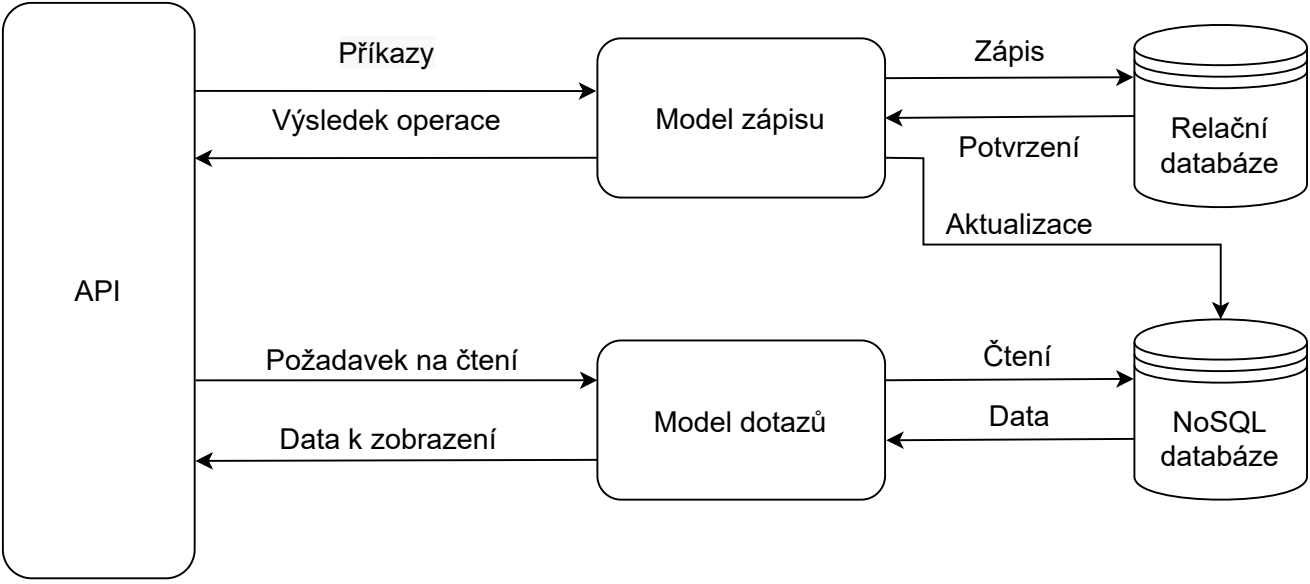 Příkazy
Zápis
Výsledek operace
Model zápisu
Relační
databáze
Potvrzení
Aktualizace
API
Požadavek na čtení
Čtení
Model dotazů
Data
NoSQL
databáze
Data k zobrazení